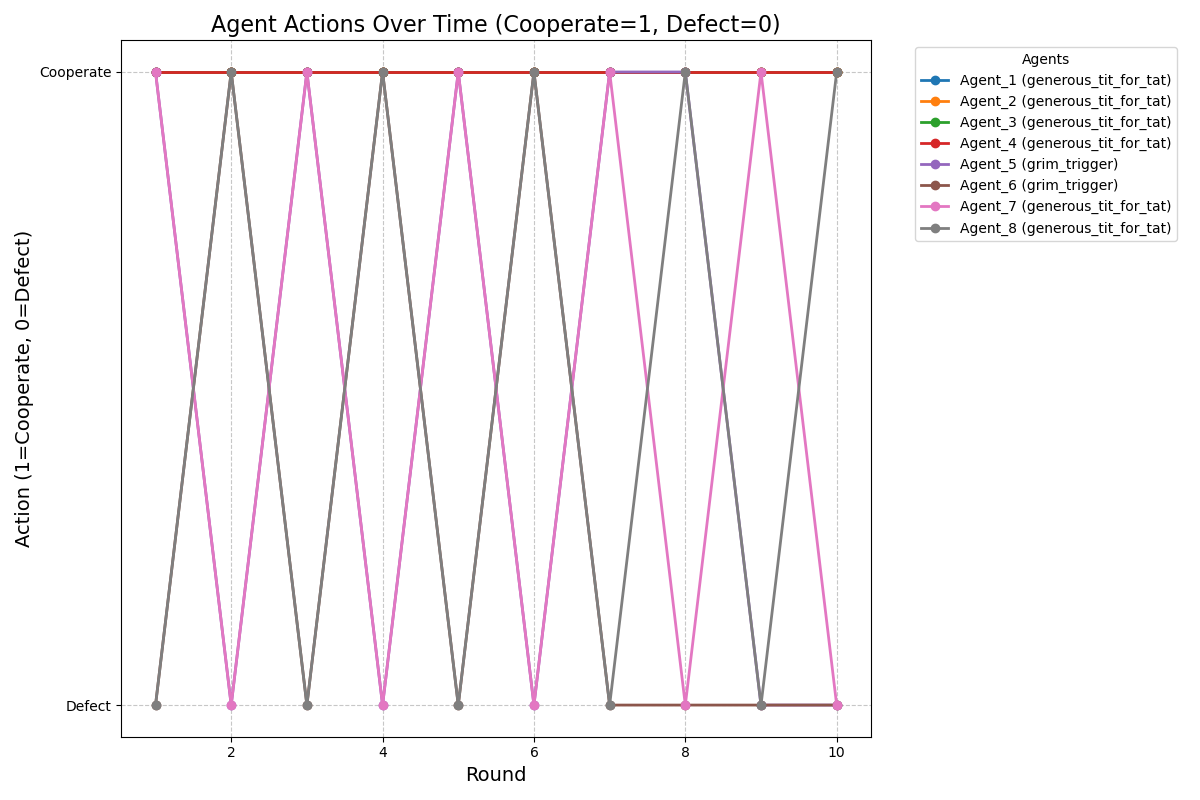 Agent Actions Over Time (Cooperate=1, Defect=0)
Action (1=Cooperate, 0=Defect)
Cooperate
Defect
2
4
6
8
10
Round
Agents
Agent_1 (generous_tit_for_tat)
Agent_2 (generous_tit_for_tat)
Agent_3 (generous_tit_for_tat)
Agent_4 (generous_tit_for_tat)
Agent_5 (grim_trigger)
Agent_6 (grim_trigger)
Agent_7 (generous_tit_for_tat)
Agent_8 (generous_tit_for_tat)